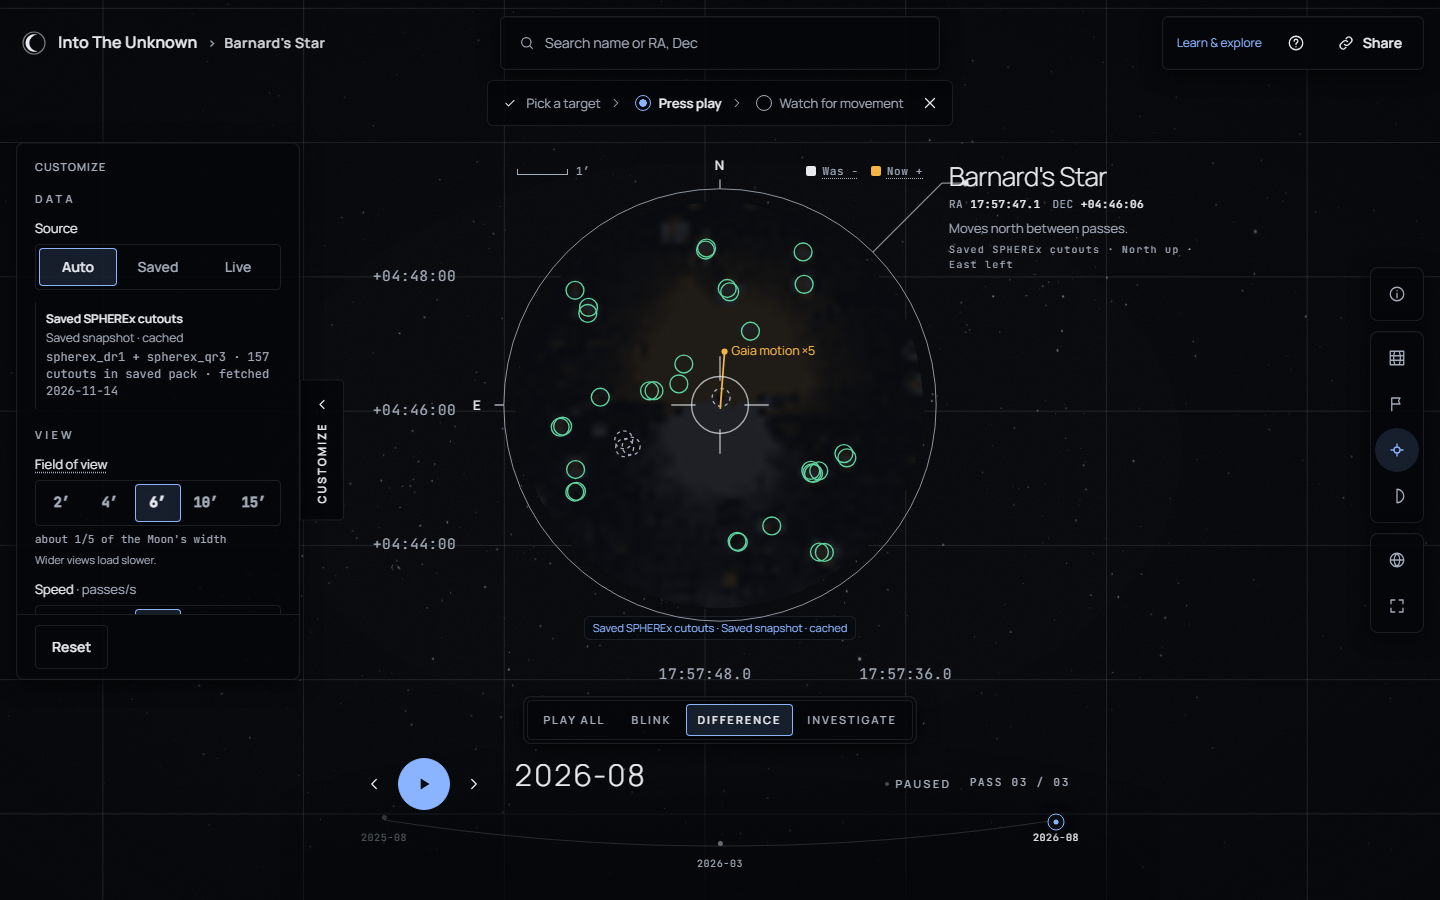 Into The Unknown › Barnard's Star
Search name or RA, Dec
Learn & explore
Share
Pick a target
Press play
Watch for movement
CUSTOMIZE
DATA
Source
Auto
Saved
Live
Saved SPHEREx cutouts
Saved snapshot · cached
spherex_dr1 + spherex_qr3 · 157
cutouts in saved pack · fetched
2026-11-14
VIEW
Field of view
2′ 4′ 6′ 10′ 15′
about 1/5 of the Moon's width
Wider views load slower.
Speed · passes/s
Reset
CUSTOMIZE
1′
N
Was -
Now +
Barnard's Star
RA 17:57:47.1 DEC +04:46:06
Moves north between passes.
Saved SPHEREx cutouts · North up ·
East left
+04:48:00
Gaia motion ×5
E
+04:46:00
+04:44:00
Saved SPHEREx cutouts · Saved snapshot · cached
17:57:48.0
17:57:36.0
PLAY ALL
BLINK
DIFFERENCE
INVESTIGATE
2026-08
PAUSED
PASS 03 / 03
2025-08
2026-03
2026-08